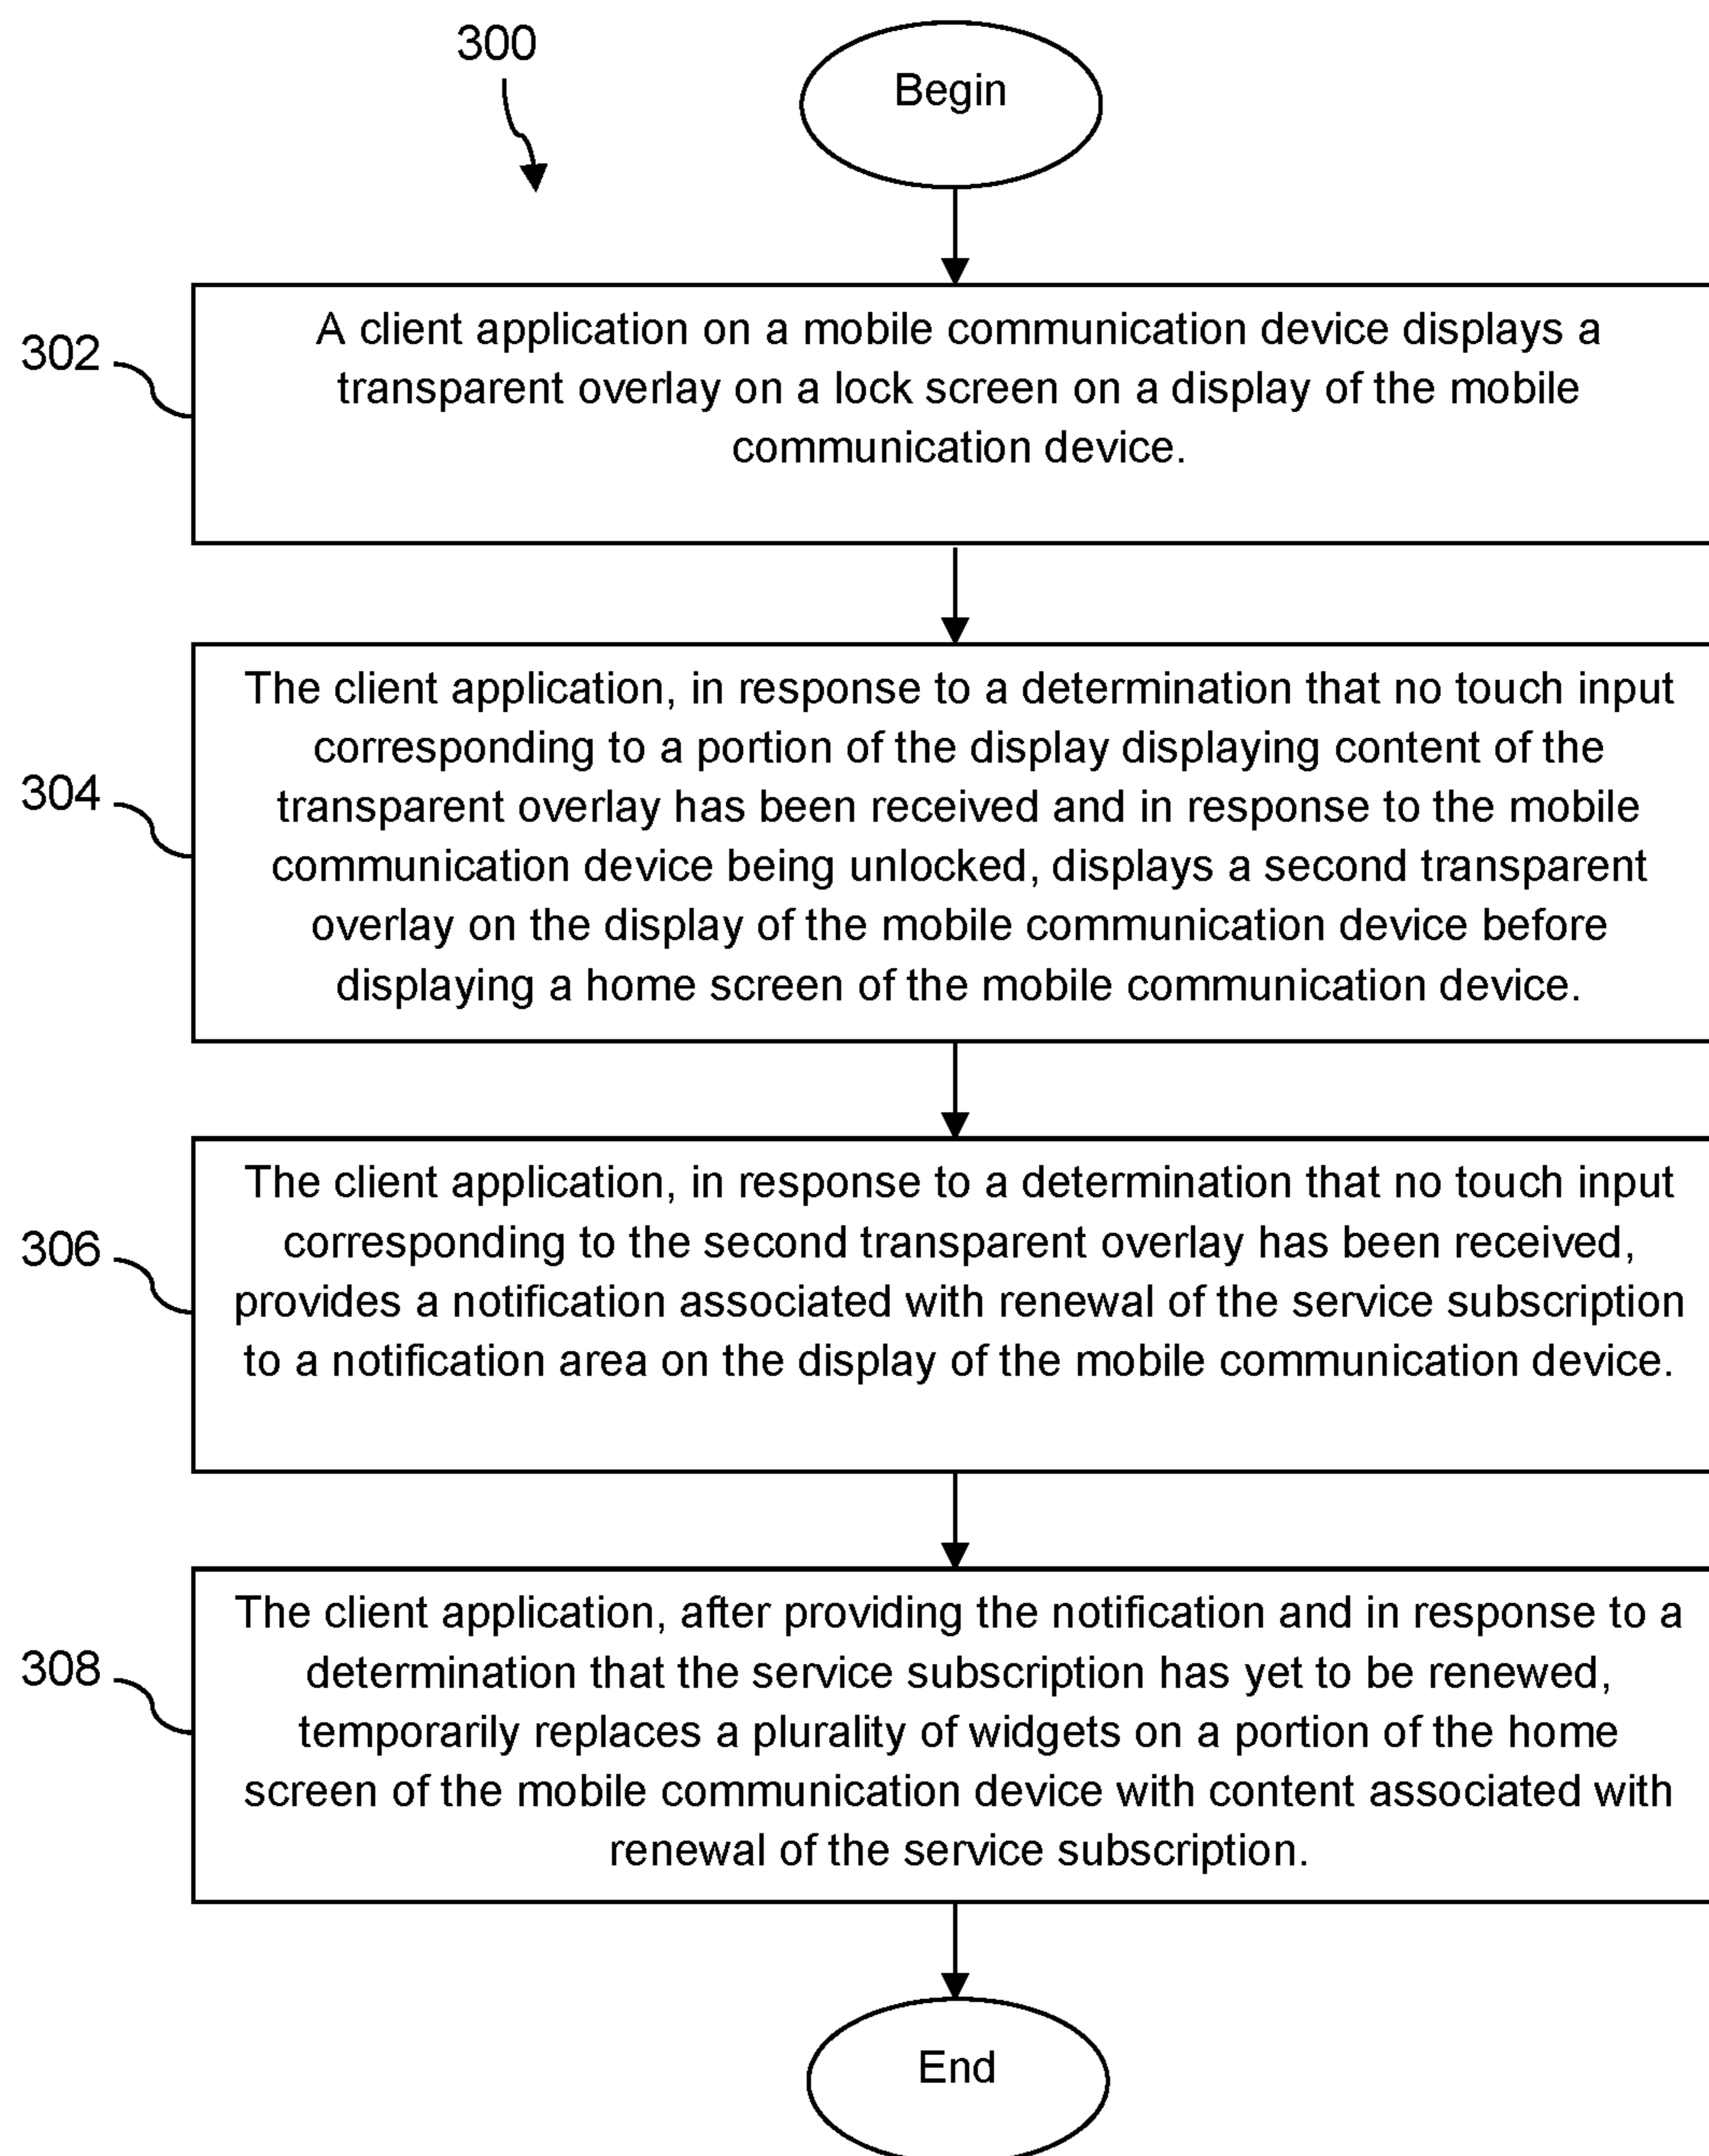 300
Begin
302
A client application on a mobile communication device displays a
transparent overlay on a lock screen on a display of the mobile
communication device.
304
The client application, in response to a determination that no touch input
corresponding to a portion of the display displaying content of the
transparent overlay has been received and in response to the mobile
communication device being unlocked, displays a second transparent
overlay on the display of the mobile communication device before
displaying a home screen of the mobile communication device.
306
The client application, in response to a determination that no touch input
corresponding to the second transparent overlay has been received,
provides a notification associated with renewal of the service subscription
to a notification area on the display of the mobile communication device.
308
The client application, after providing the notification and in response to a
determination that the service subscription has yet to be renewed,
temporarily replaces a plurality of widgets on a portion of the home
screen of the mobile communication device with content associated with
renewal of the service subscription.
End